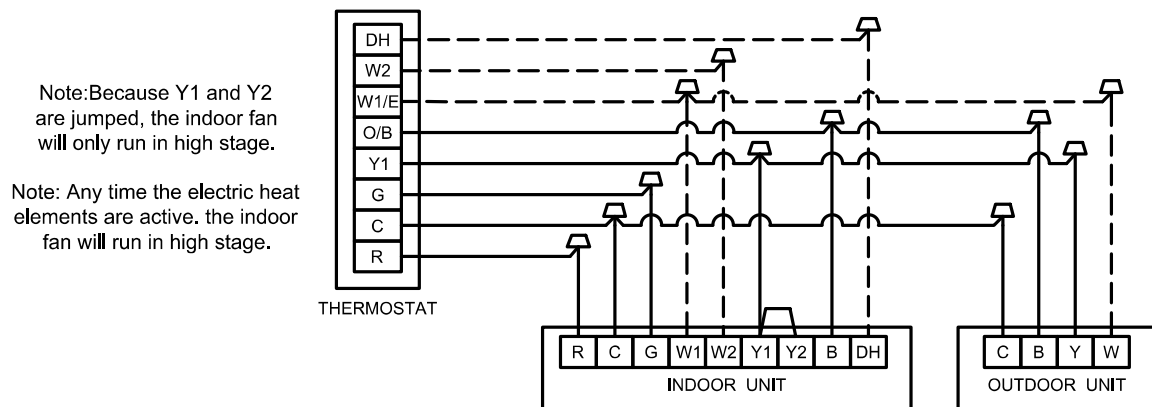 Note:Because Y1 and Y2
are jumped, the indoor fan
will only run in high stage.
Note: Any time the electric heat
elements are active. the indoor
fan will run in high stage.
DH
W2
W1/E
O/B
Y1
G
C
R
THERMOSTAT
R C G W1 W2 Y1 Y2 B DH
INDOOR UNIT
C B Y W
OUTDOOR UNIT